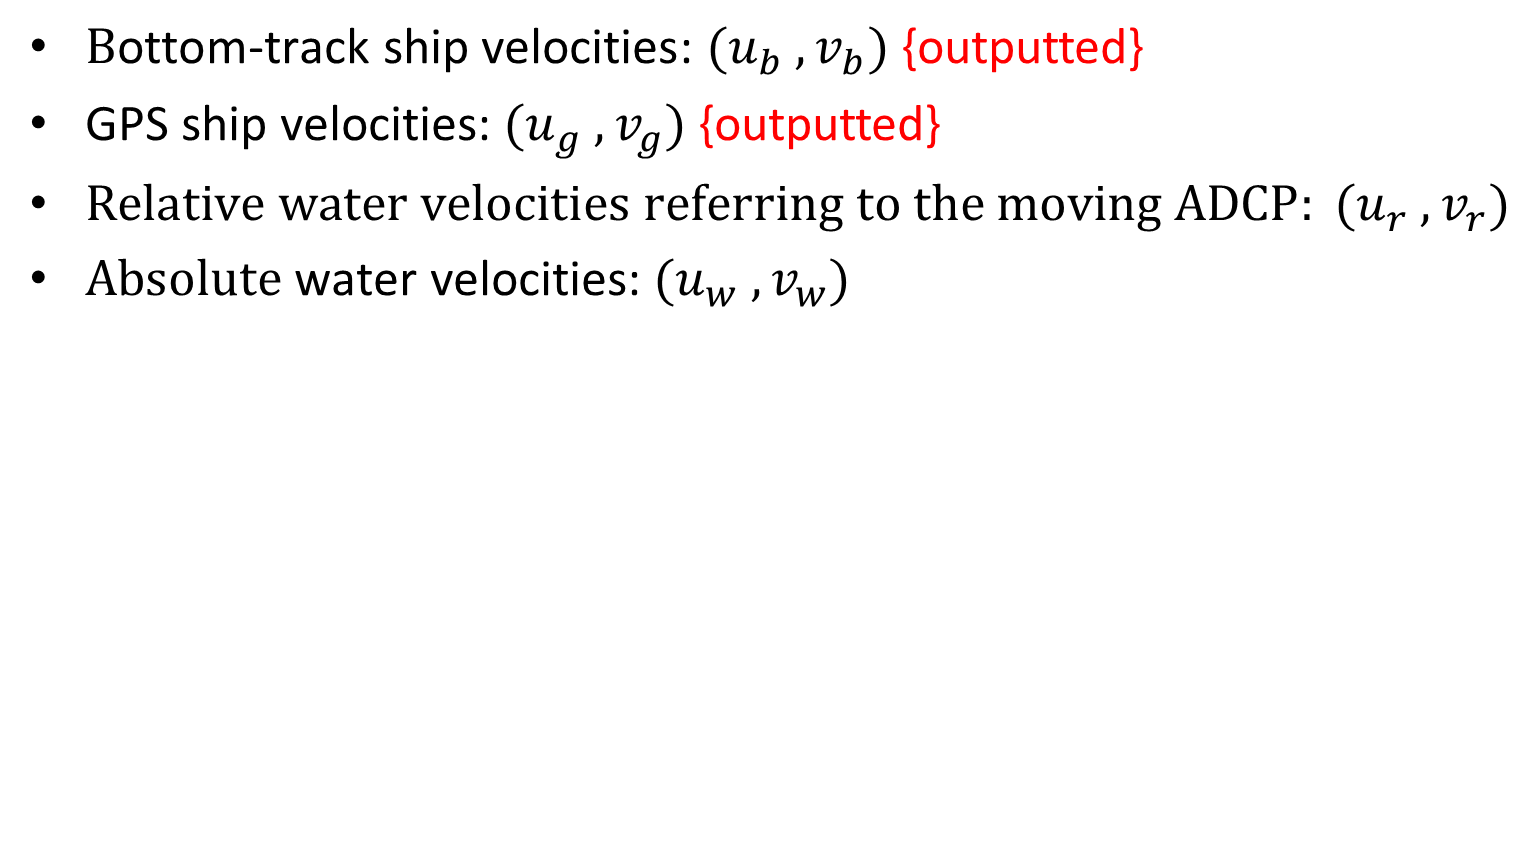 • Bottom-track ship velocities: (u_b , v_b) {outputted}
• GPS ship velocities: (u_g , v_g) {outputted}
• Relative water velocities referring to the moving ADCP: (u_r , v_r)
• Absolute water velocities: (u_w , v_w)